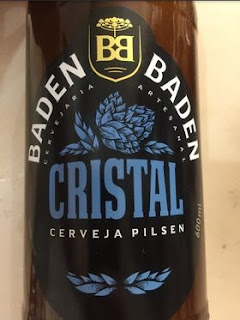 BB
BADEN BADEN
CERVEJARIA ARTESANAL
CRISTAL
CERVEJA PILSEN
600ml